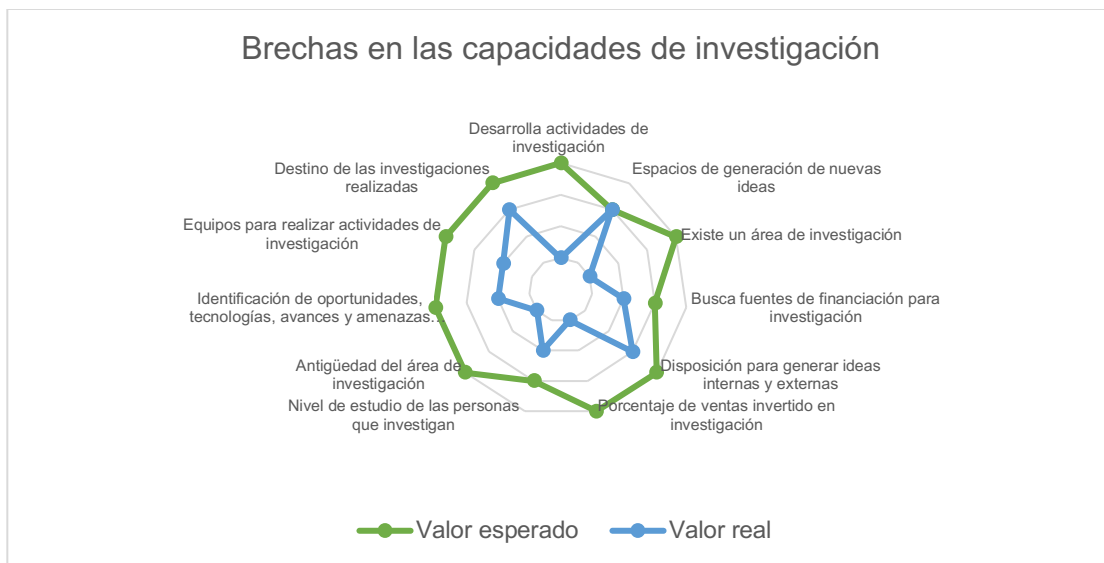 Brechas en las capacidades de investigación
Desarrolla actividades de
investigación
Espacios de generación de nuevas
ideas
Existe un área de investigación
Busca fuentes de financiación para
investigación
Disposición para generar ideas
internas y externas
Porcentaje de ventas invertido en
investigación
Nivel de estudio de las personas
que investigan
Antigüedad del área de
investigación
Identificación de oportunidades,
tecnologías, avances y amenazas…
Equipos para realizar actividades de
investigación
Destino de las investigaciones
realizadas
Valor esperado
Valor real